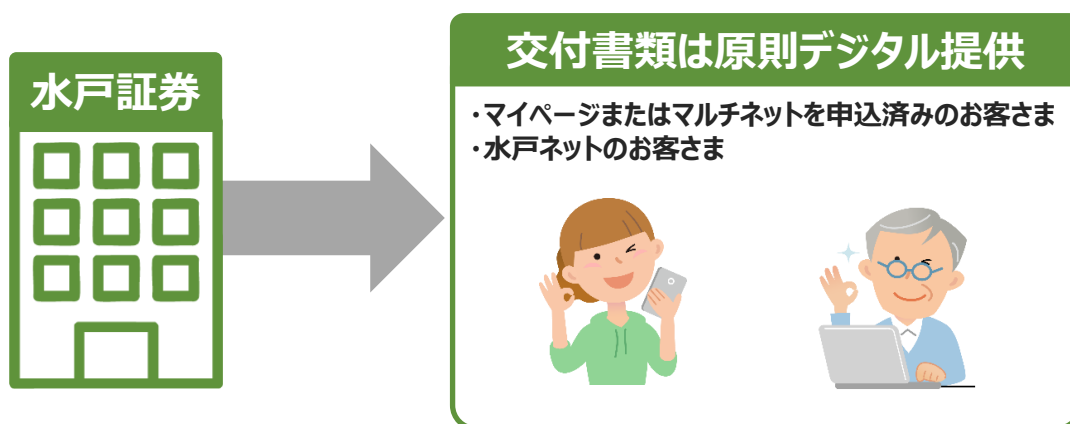 水戸証券
交付書類は原則デジタル提供
・マイページまたはマルチネットを申込済みのお客さま
・水戸ネットのお客さま